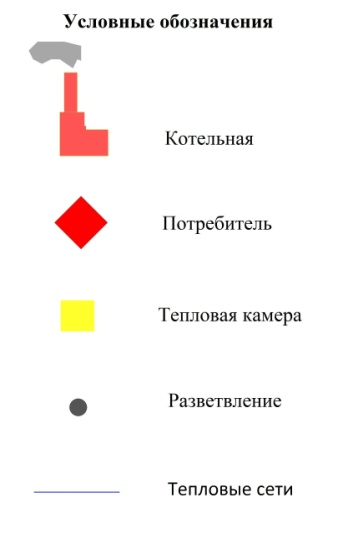 Условные обозначения
Котельная
Потребитель
Тепловая камера
Разветвление
Тепловые сети